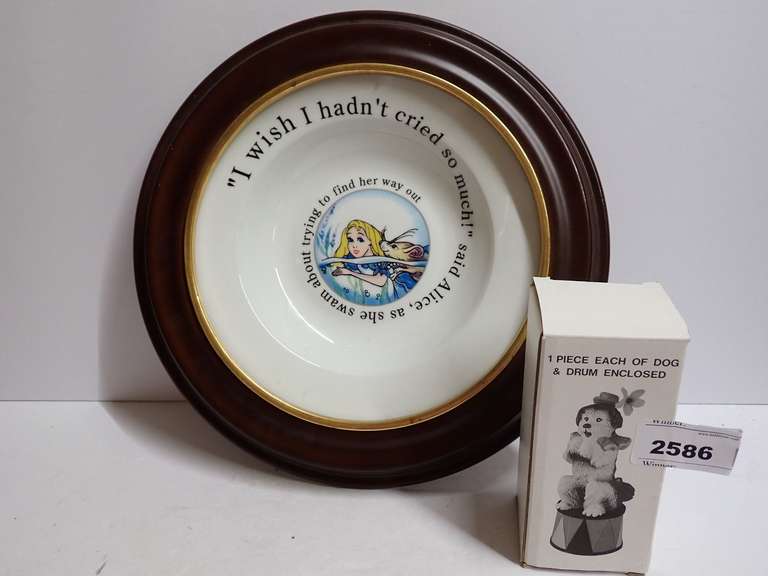 "I wish I hadn't cried so much!" said Alice, as she swam about trying to find her way out
1 PIECE EACH OF DOG
& DRUM ENCLOSED
2586